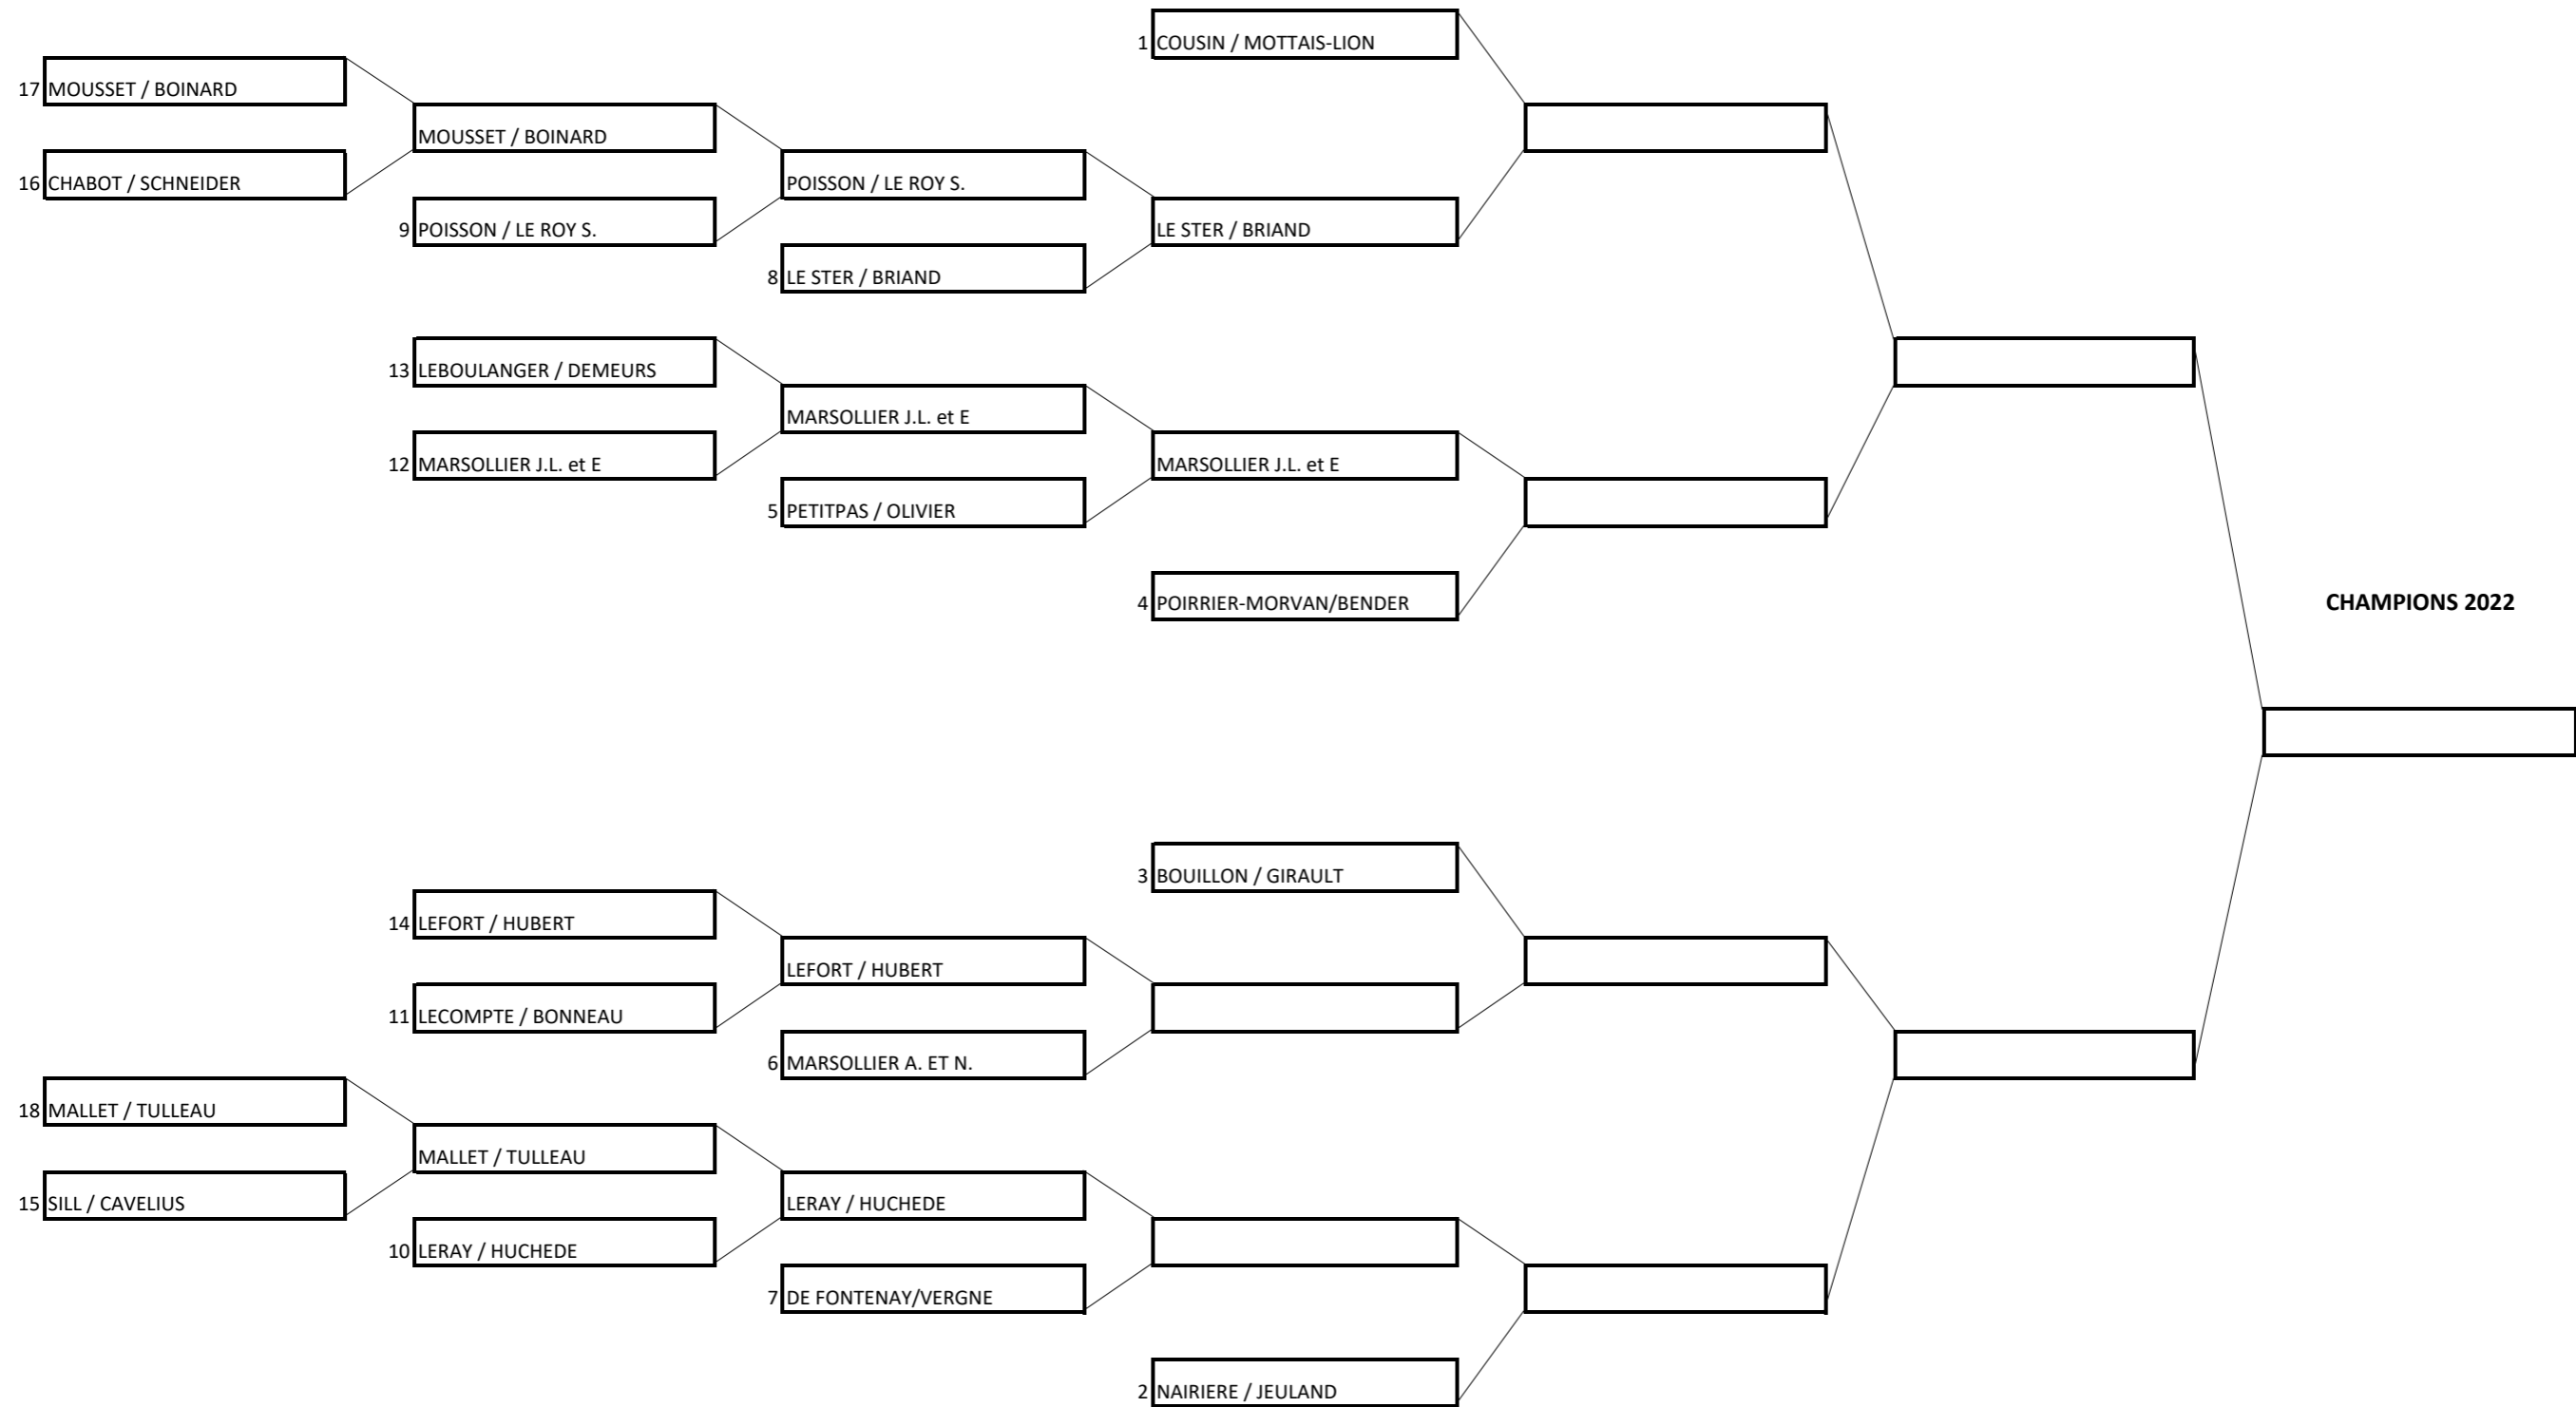 1 COUSIN / MOTTAIS-LION
17 MOUSSET / BOINARD
MOUSSET / BOINARD
16 CHABOT / SCHNEIDER
POISSON / LE ROY S.
9 POISSON / LE ROY S.
LE STER / BRIAND
8 LE STER / BRIAND
13 LEBOULANGER / DEMEURS
MARSOLLIER J.L. et E
12 MARSOLLIER J.L. et E
MARSOLLIER J.L. et E
5 PETITPAS / OLIVIER
4 POIRRIER-MORVAN/BENDER
CHAMPIONS 2022
3 BOUILLON / GIRAULT
14 LEFORT / HUBERT
LEFORT / HUBERT
11 LECOMPTE / BONNEAU
6 MARSOLLIER A. ET N.
18 MALLET / TULLEAU
MALLET / TULLEAU
15 SILL / CAVELIUS
LERAY / HUCHEDE
10 LERAY / HUCHEDE
7 DE FONTENAY/VERGNE
2 NAIRIERE / JEULAND